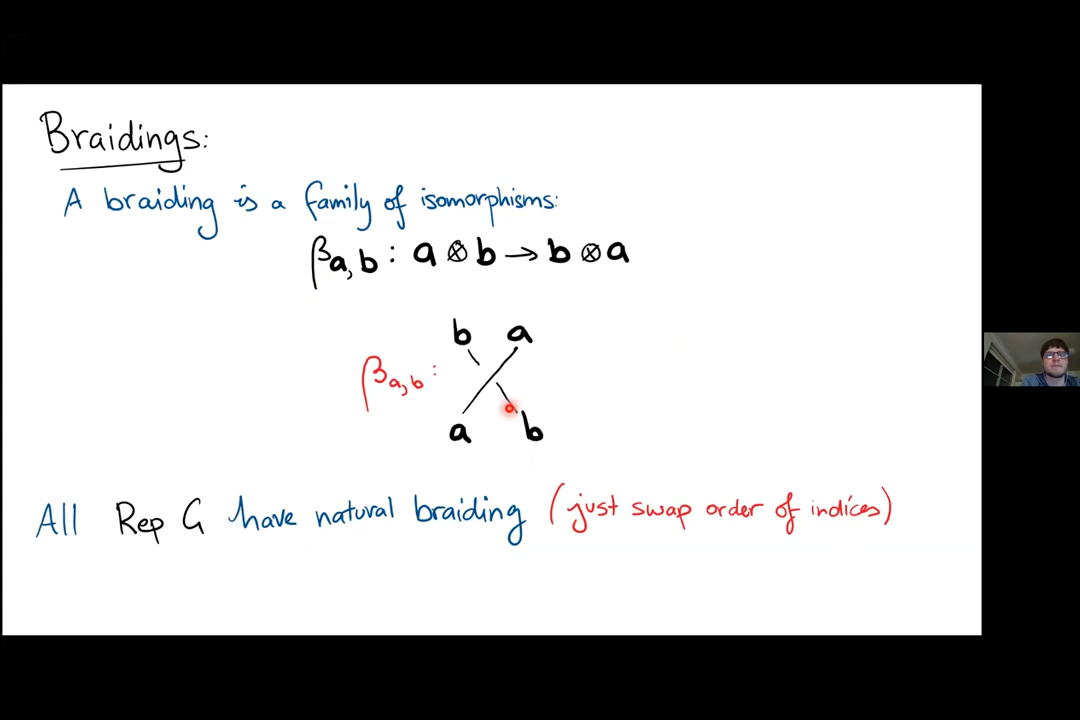 Braidings:
A braiding is a family of isomorphisms:
βa,b : a ⊗ b → b ⊗ a
b a
βa,b :
a b
All Rep G have natural braiding (just swap order of indices)